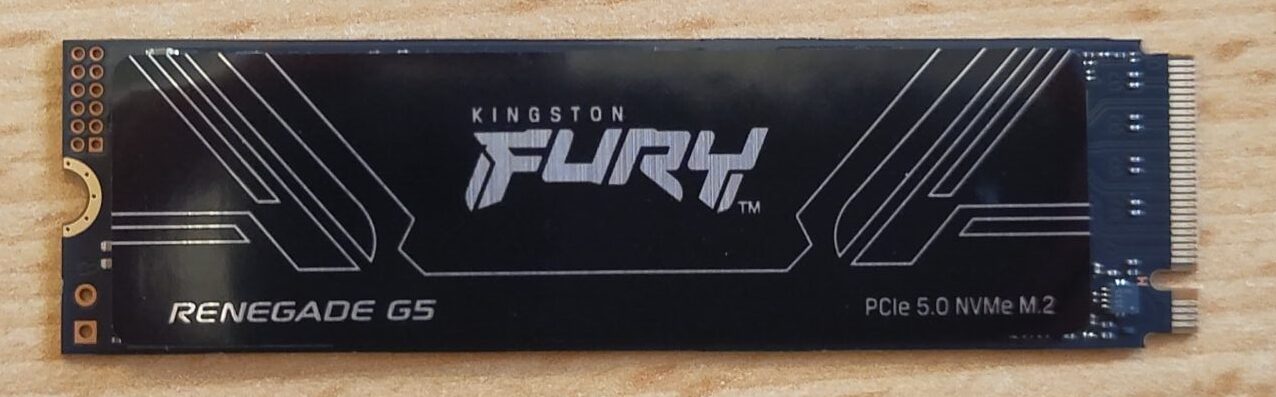 KINGSTON
FURY™
RENEGADE G5
PCIe 5.0 NVMe M.2